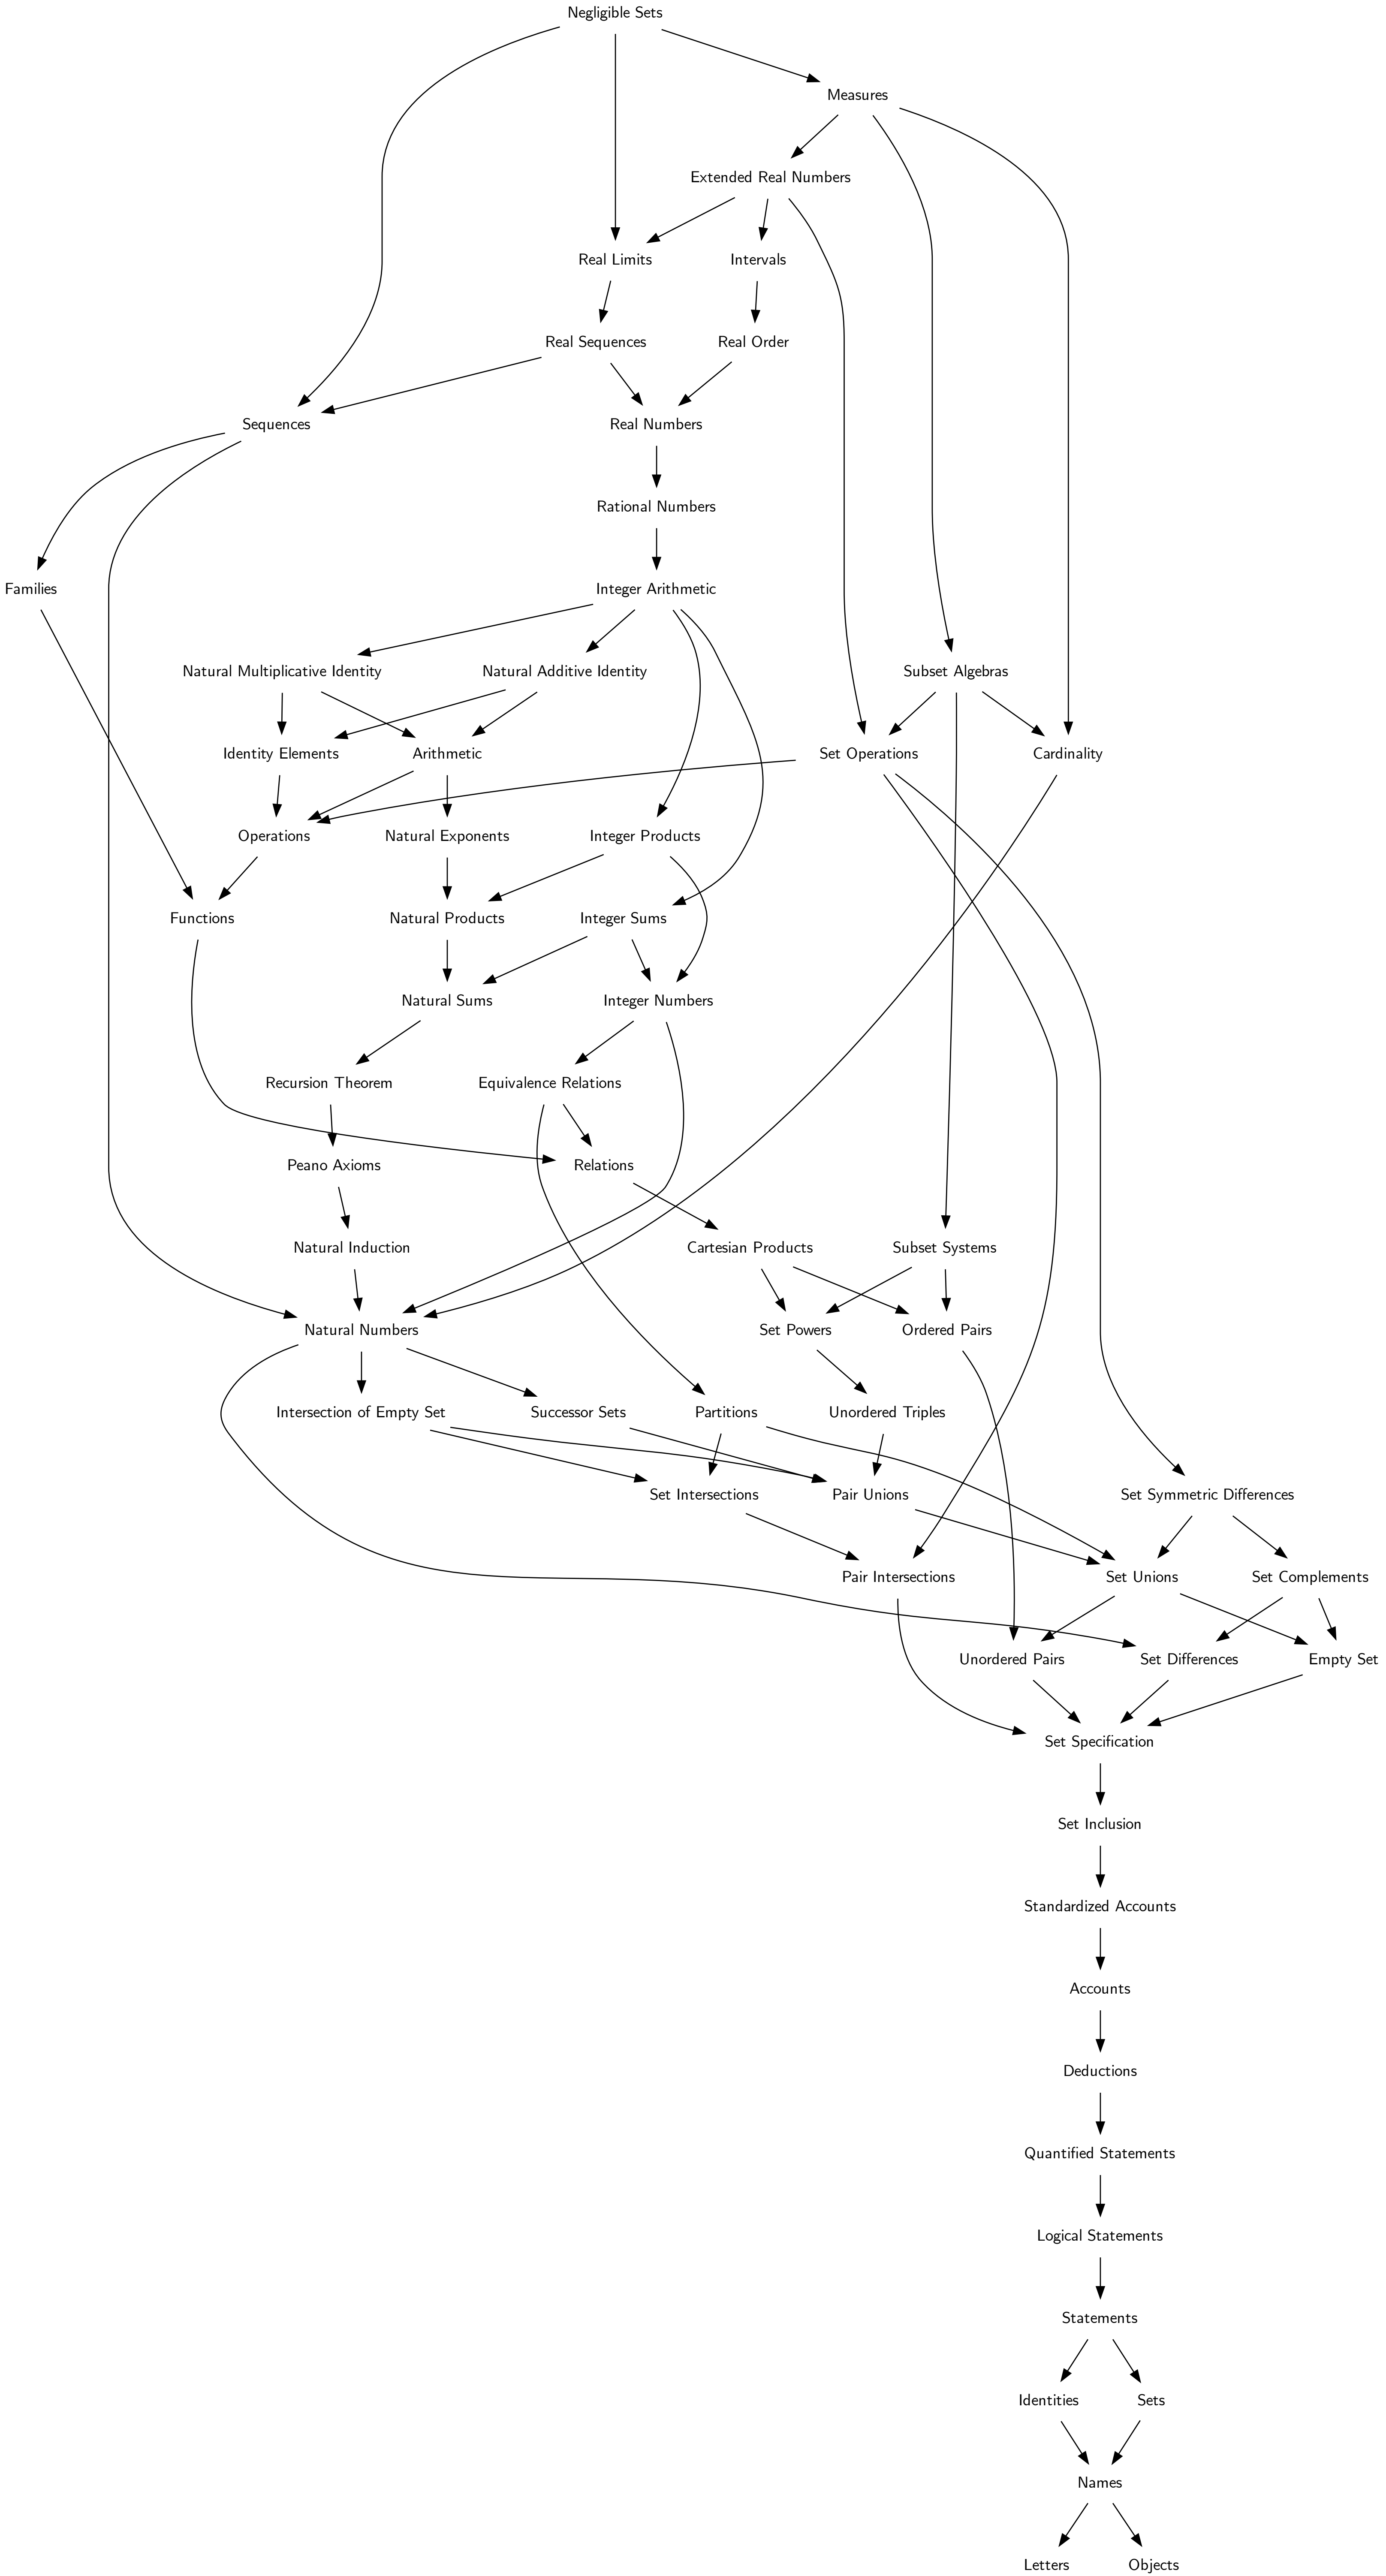 Negligible Sets
Measures
Extended Real Numbers
Real Limits
Intervals
Real Sequences
Real Order
Sequences
Real Numbers
Rational Numbers
Families
Integer Arithmetic
Natural Multiplicative Identity
Natural Additive Identity
Subset Algebras
Identity Elements
Arithmetic
Set Operations
Cardinality
Operations
Natural Exponents
Integer Products
Functions
Natural Products
Integer Sums
Natural Sums
Integer Numbers
Recursion Theorem
Equivalence Relations
Peano Axioms
Relations
Natural Induction
Cartesian Products
Subset Systems
Natural Numbers
Set Powers
Ordered Pairs
Intersection of Empty Set
Successor Sets
Partitions
Unordered Triples
Set Intersections
Pair Unions
Set Symmetric Differences
Pair Intersections
Set Unions
Set Complements
Unordered Pairs
Set Differences
Empty Set
Set Specification
Set Inclusion
Standardized Accounts
Accounts
Deductions
Quantified Statements
Logical Statements
Statements
Identities
Sets
Names
Letters
Objects